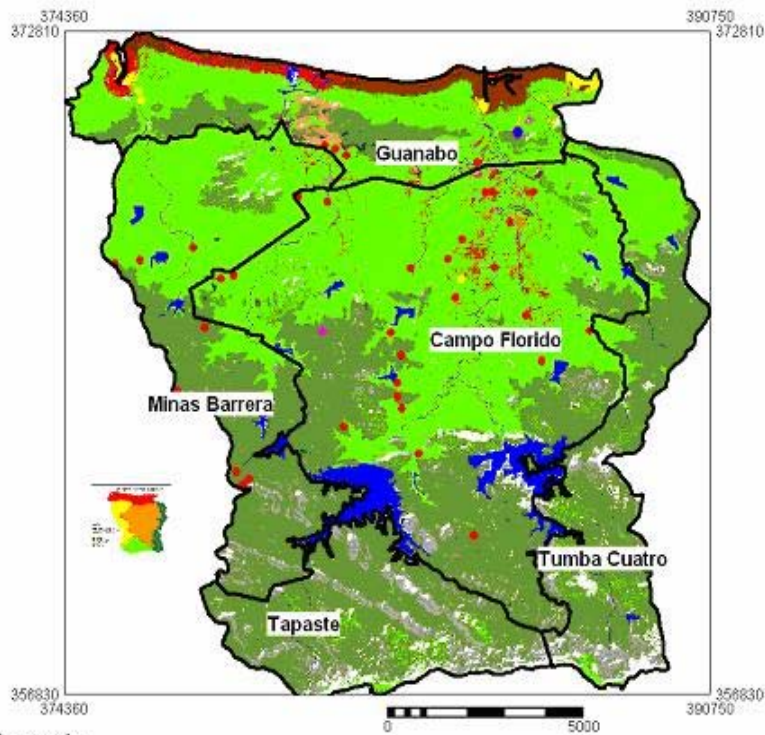 374360 390750
372810 372810
Guanabo
Campo Florido
Minas Barrera
Tumba Cuatro
Tapaste
356830 356830
374360 390750
0 5000